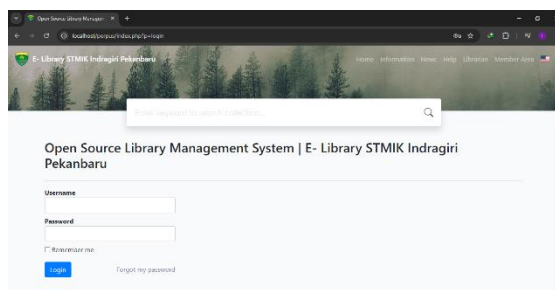 Open Source Library Managem
localhost/perpus/index.php?p=login
E- Library STMIK Indragiri Pekanbaru
Home Information News Help Librarian Member Area
Enter keyword to search collection...
Open Source Library Management System | E- Library STMIK Indragiri
Pekanbaru
Username
Password
Remember me
Login Forgot my password